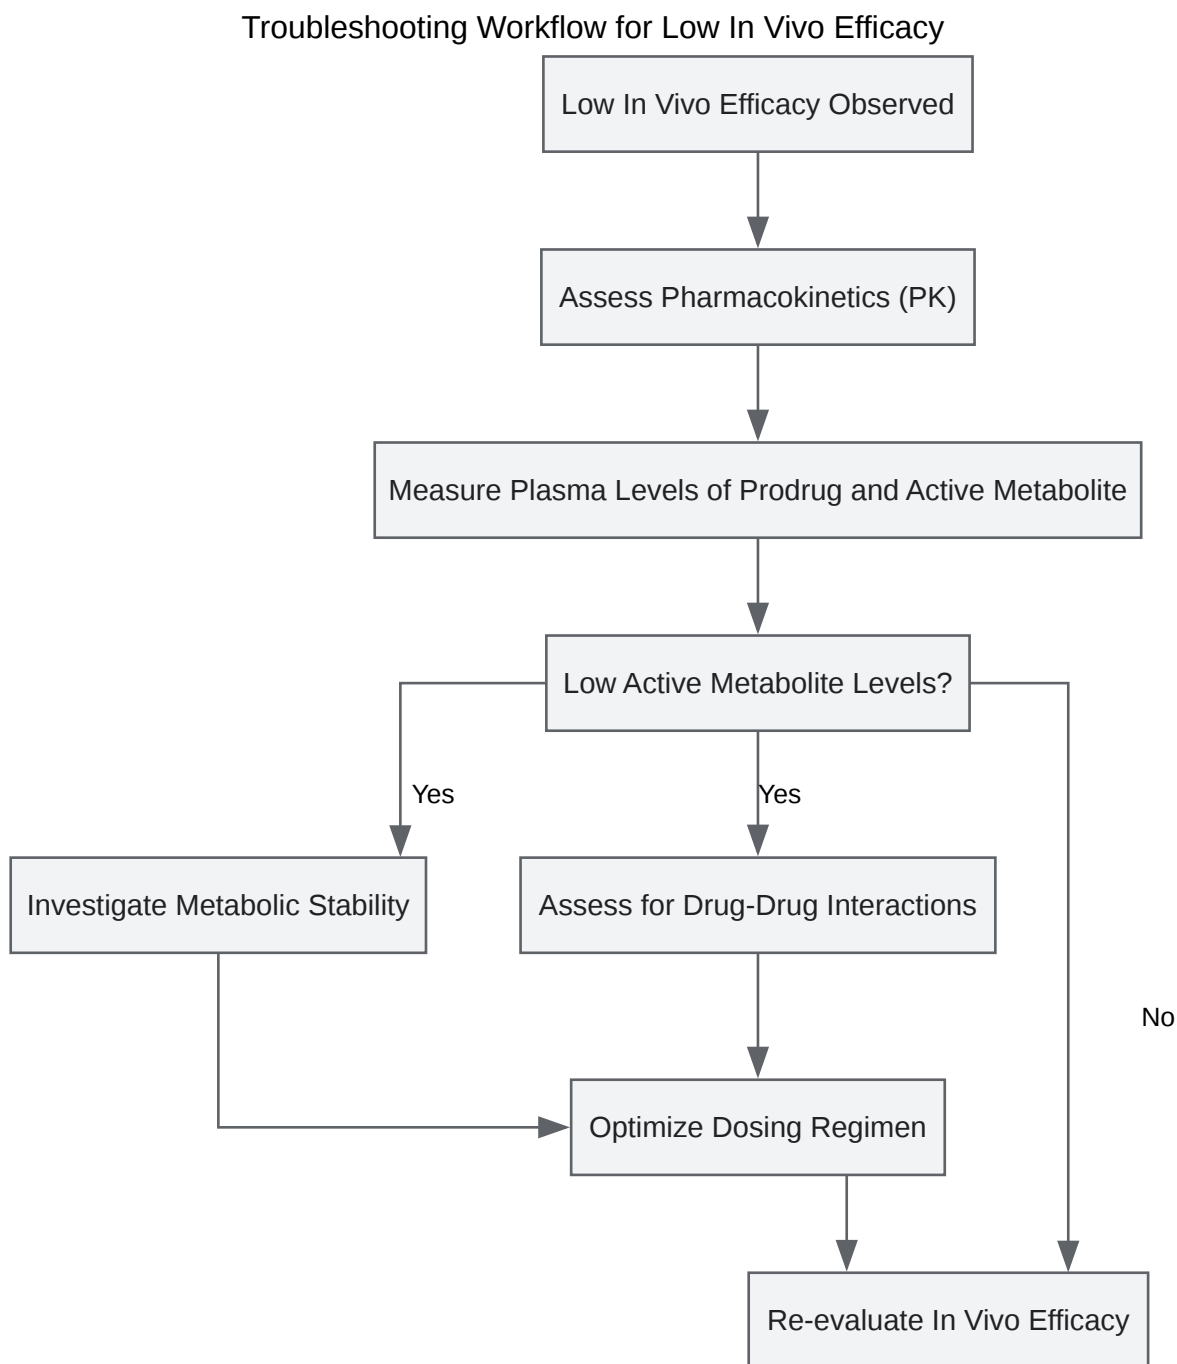 Troubleshooting Workflow for Low In Vivo Efficacy
Low In Vivo Efficacy Observed
Assess Pharmacokinetics (PK)
Measure Plasma Levels of Prodrug and Active Metabolite
Low Active Metabolite Levels?
Yes
Yes
Investigate Metabolic Stability
Assess for Drug-Drug Interactions
No
Optimize Dosing Regimen
Re-evaluate In Vivo Efficacy